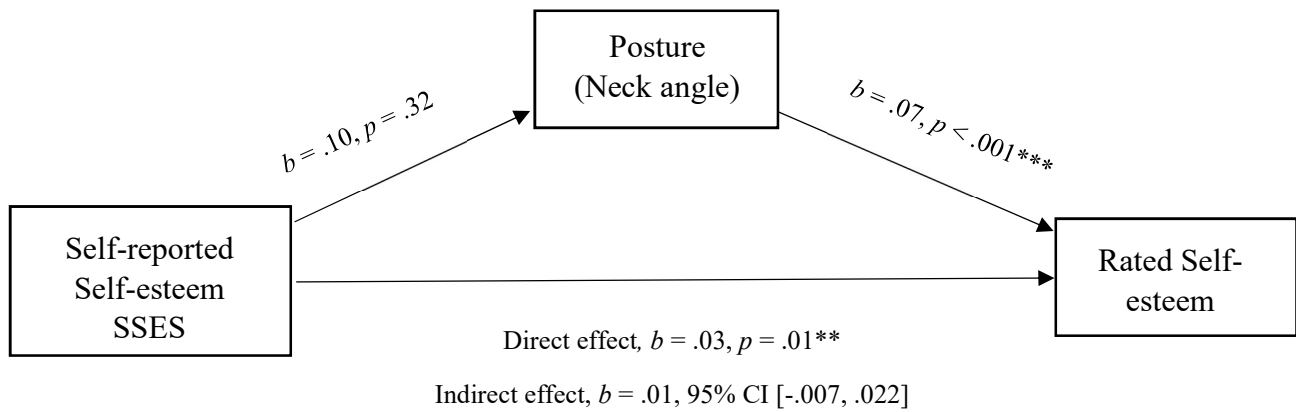 Posture
(Neck angle)
b = .10, p = .32
b = .07, p < .001***
Self-reported
Self-esteem
SSES
Rated Self-
esteem
Direct effect, b = .03, p = .01**
Indirect effect, b = .01, 95% CI [-.007, .022]